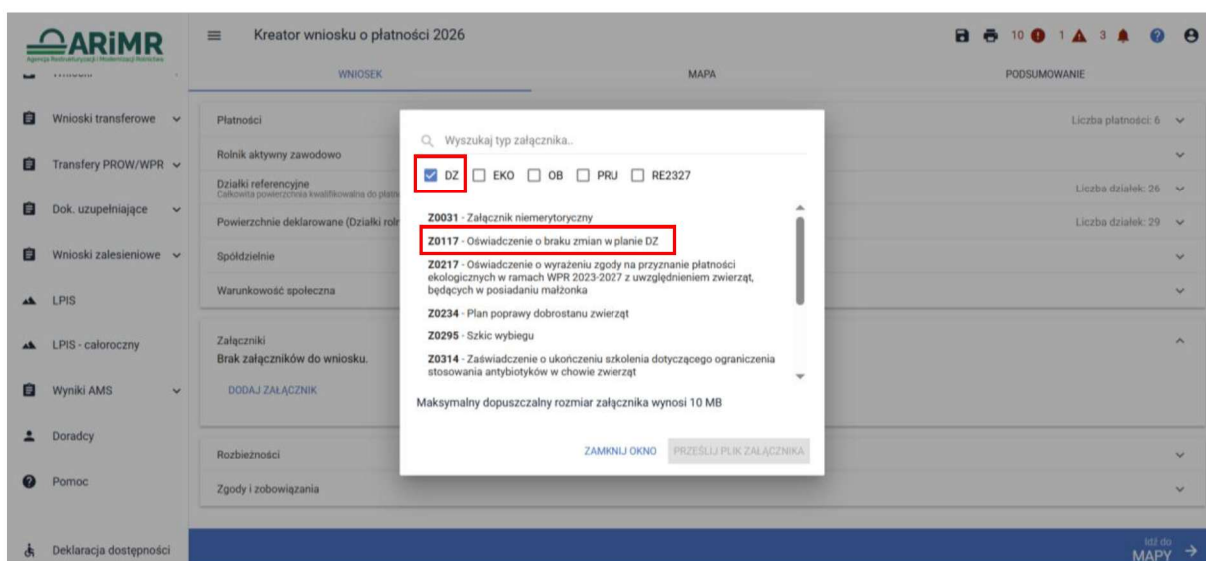 ARiMR
Agencja Restrukturyzacji i Modernizacji Rolnictwa
Kreator wniosku o płatności 2026
10
1
3
WNIOSEK
MAPA
PODSUMOWANIE
Wnioski transferowe
Transfery PROW/WPR
Dok. uzupełniające
Wnioski zalesieniowe
LPIS
LPIS - całoroczny
Wyniki AMS
Doradcy
Pomoc
Deklaracja dostępności
Płatności
Liczba płatności: 6
Rolnik aktywny zawodowo
Działki referencyjne
Liczba działek: 26
Całkowita powierzchnia kwalifikowalna do
Powierzchnie deklarowane (Działki
Liczba działek: 29
Spółdzielnie
Warunkowość społeczna
Załączniki
Brak załączników do wniosku.
DODAJ ZAŁĄCZNIK
Rozbieżności
Zgody i zobowiązania
Wyszukaj typ załącznika..
DZ EKO OB PRJ RE2327
Z0031 - Załącznik niemerytoryczny
Z0117 - Oświadczenie o braku zmian w planie DZ
Z0217 - Oświadczenie o wyrażeniu zgody na przyznanie płatności
ekologicznych w ramach WPR 2023-2027 z uwzględnieniem zwierząt,
będących w posiadaniu małżonka
Z0234 - Plan poprawy dobrostanu zwierząt
Z0295 - Szkic wybiegu
Z0314 - Zaświadczenie o ukończeniu szkolenia dotyczącego ograniczenia
stosowania antybiotyków w chowie zwierząt
Maksymalny dopuszczalny rozmiar załącznika wynosi 10 MB
ZAMKNIJ OKNO
PRZEŚLIJ PLIK ZAŁĄCZNIKA
Idź do
MAPY